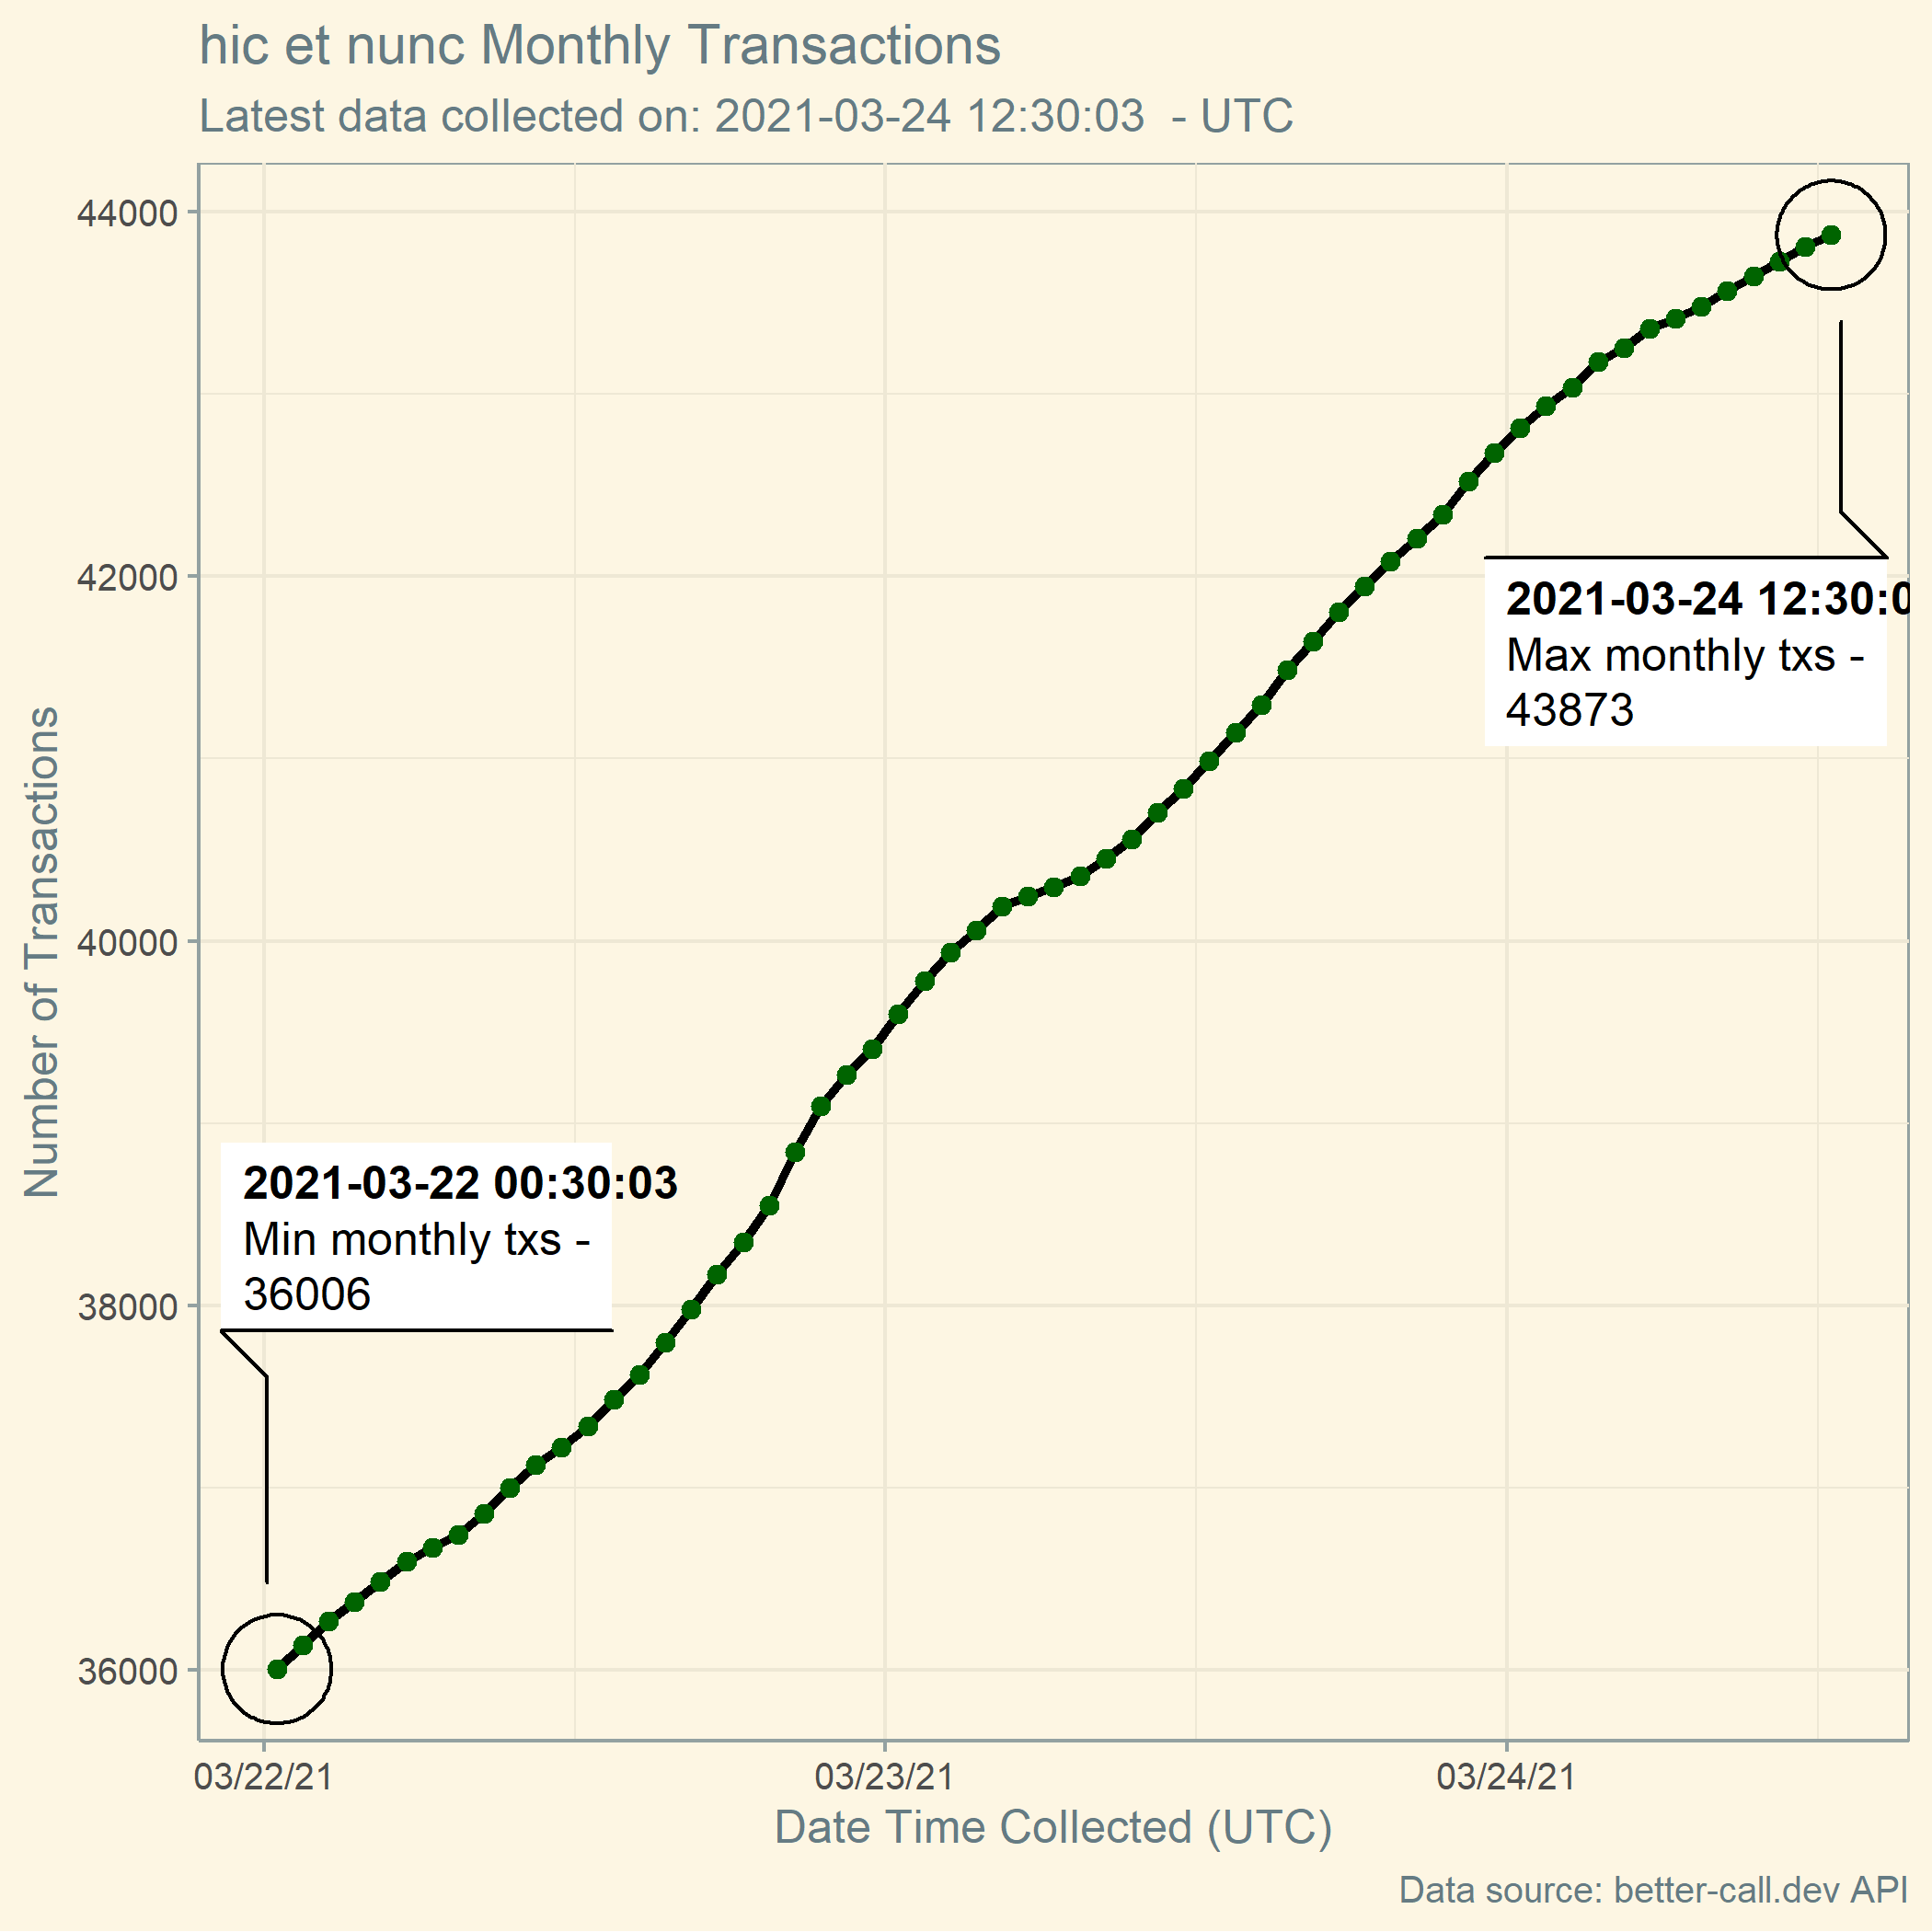 hic et nunc Monthly Transactions
Latest data collected on: 2021-03-24 12:30:03 - UTC
Number of Transactions
44000
42000
40000
38000
36000
2021-03-24 12:30:0
Max monthly txs -
43873
2021-03-22 00:30:03
Min monthly txs -
36006
03/22/21
03/23/21
03/24/21
Date Time Collected (UTC)
Data source: better-call.dev API